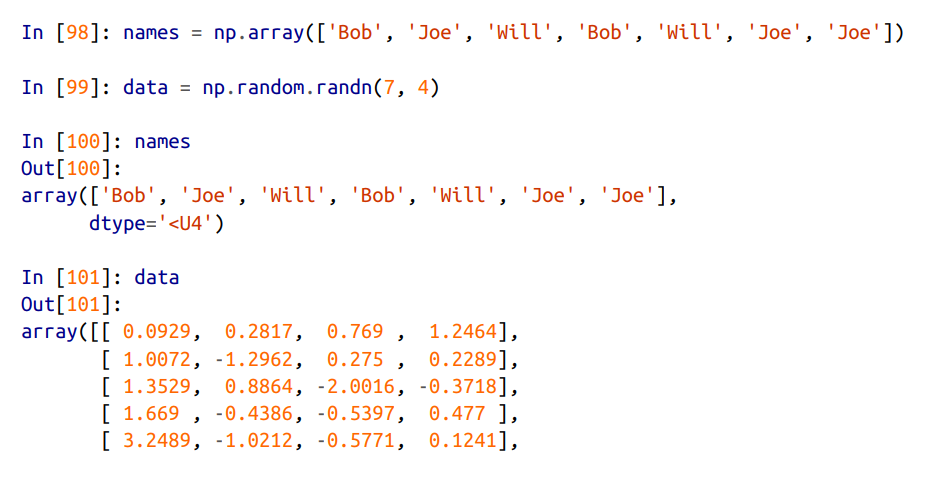 In [98]: names = np.array(['Bob', 'Joe', 'Will', 'Bob', 'Will', 'Joe', 'Joe'])
In [99]: data = np.random.randn(7, 4)
In [100]: names
Out[100]:
array(['Bob', 'Joe', 'Will', 'Bob', 'Will', 'Joe', 'Joe'],
      dtype='<U4')
In [101]: data
Out[101]:
array([[ 0.0929,  0.2817,  0.769 ,  1.2464],
       [ 1.0072, -1.2962,  0.275 ,  0.2289],
       [ 1.3529,  0.8864, -2.0016, -0.3718],
       [ 1.669 , -0.4386, -0.5397,  0.477 ],
       [ 3.2489, -1.0212, -0.5771,  0.1241],